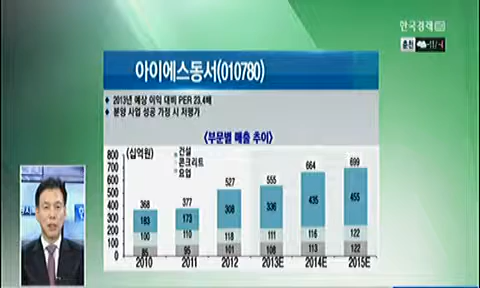 한국경제
춘천 -11/-4
아이에스동서(010780)
◆ 2013년 예상 이익 대비 PER 23.4배
◆ 분양 사업 성공 가정 시 저평가
<부문별 매출 추이>
(십억원)
건설
콘크리트
요업
800
700
600
500
400
300
200
100
0
368 377 527 555 664 699
183 173 308 336 435 455
100 110 118 111 116 122
85 95 101 108 113 122
2010 2011 2012 2013E 2014E 2015E